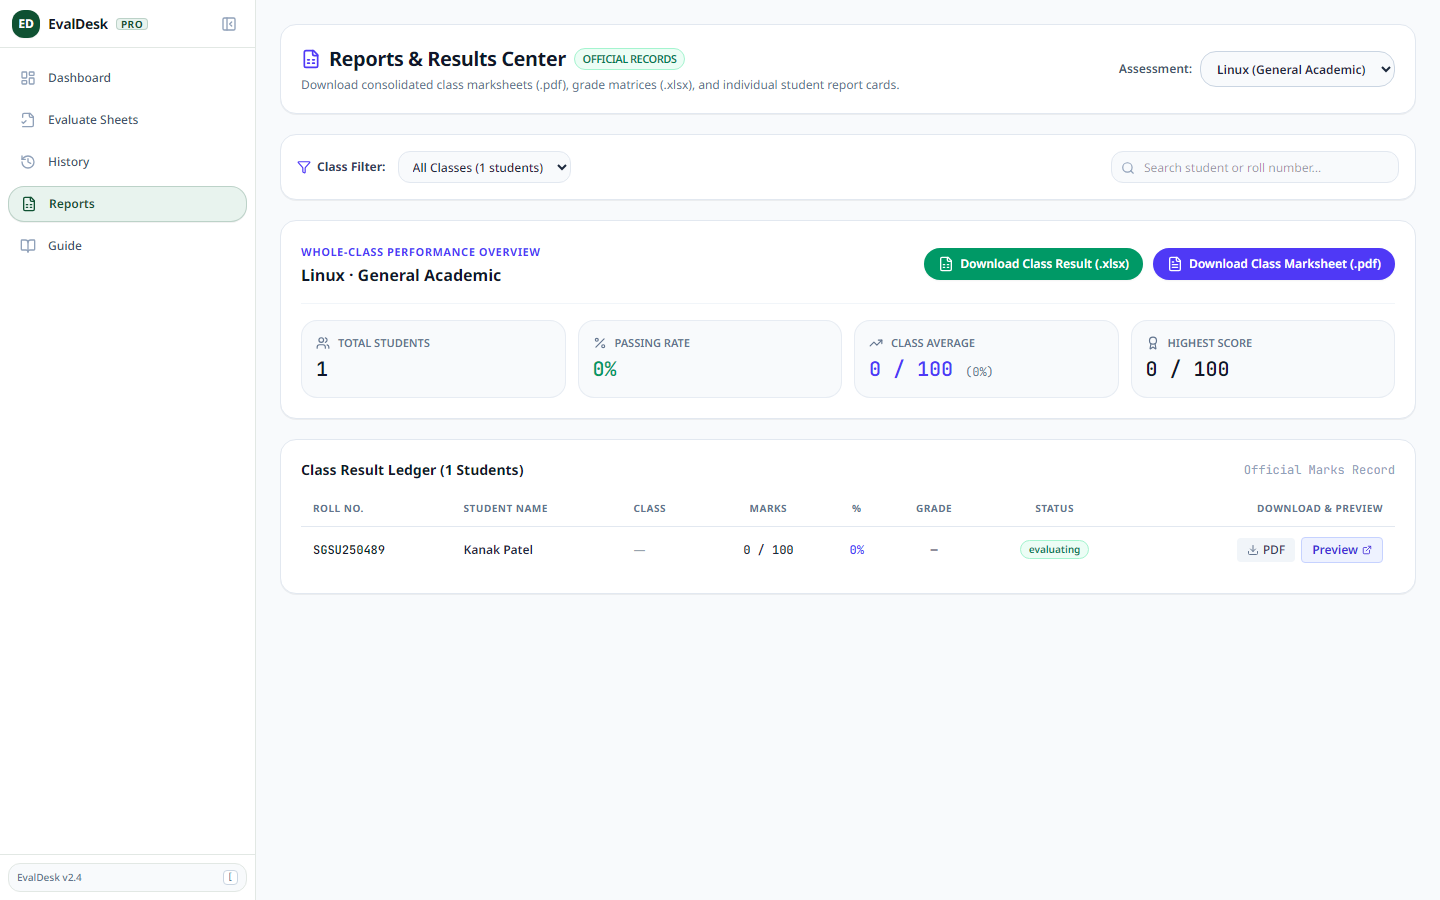 ED EvalDesk PRO
Dashboard
Evaluate Sheets
History
Reports
Guide
EvalDesk v2.4 [
Reports & Results Center OFFICIAL RECORDS
Download consolidated class marksheets (.pdf), grade matrices (.xlsx), and individual student report cards.
Assessment: Linux (General Academic)
Class Filter: All Classes (1 students)
Search student or roll number...
WHOLE-CLASS PERFORMANCE OVERVIEW
Linux · General Academic
Download Class Result (.xlsx) Download Class Marksheet (.pdf)
TOTAL STUDENTS
1
PASSING RATE
0%
CLASS AVERAGE
0 / 100 (0%)
HIGHEST SCORE
0 / 100
Class Result Ledger (1 Students) Official Marks Record
ROLL NO. STUDENT NAME CLASS MARKS % GRADE STATUS DOWNLOAD & PREVIEW
SGSU250489 Kanak Patel — 0 / 100 0% – evaluating PDF Preview